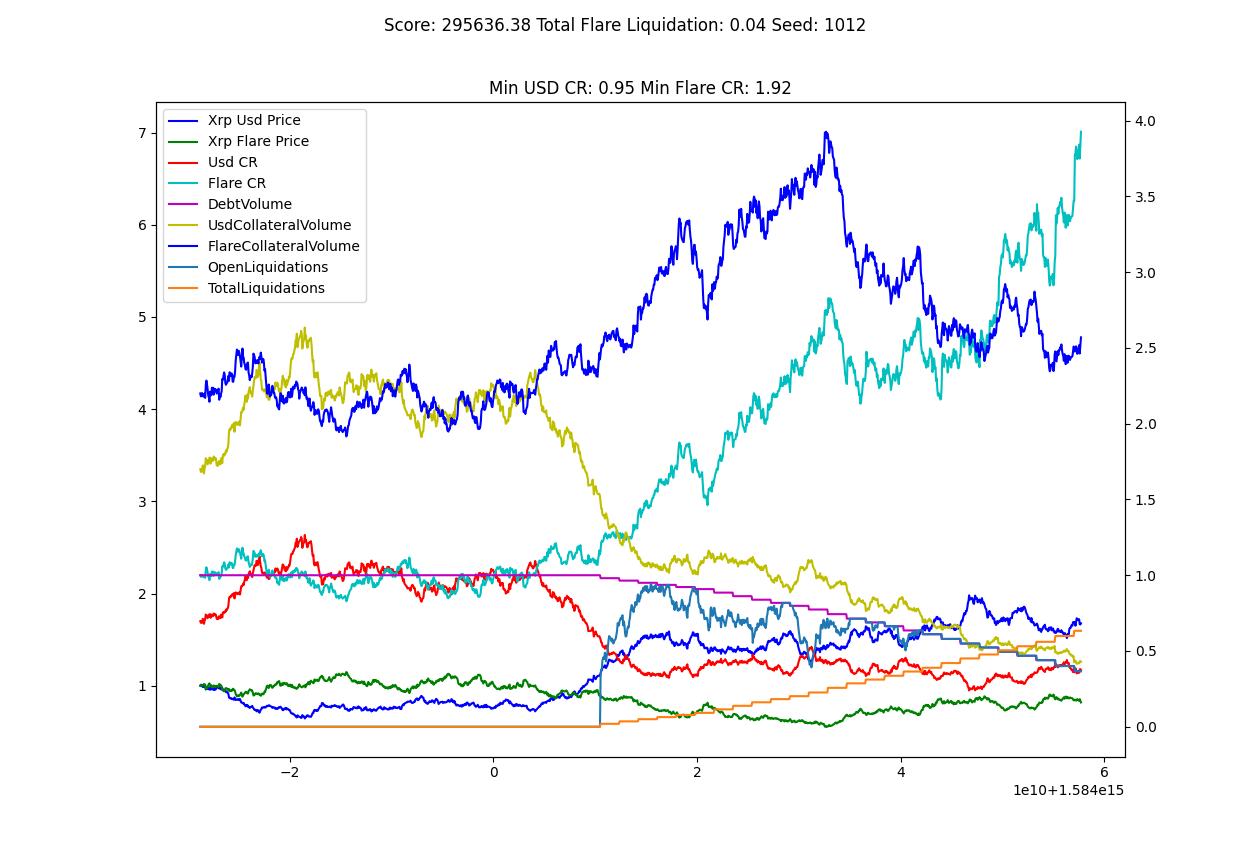 Score: 295636.38 Total Flare Liquidation: 0.04 Seed: 1012
Min USD CR: 0.95 Min Flare CR: 1.92
Xrp Usd Price
Xrp Flare Price
Usd CR
Flare CR
DebtVolume
UsdCollateralVolume
FlareCollateralVolume
OpenLiquidations
TotalLiquidations
7
6
5
4
3
2
1
4.0
3.5
3.0
2.5
2.0
1.5
1.0
0.5
0.0
−2
0
2
4
6
1e10+1.584e15